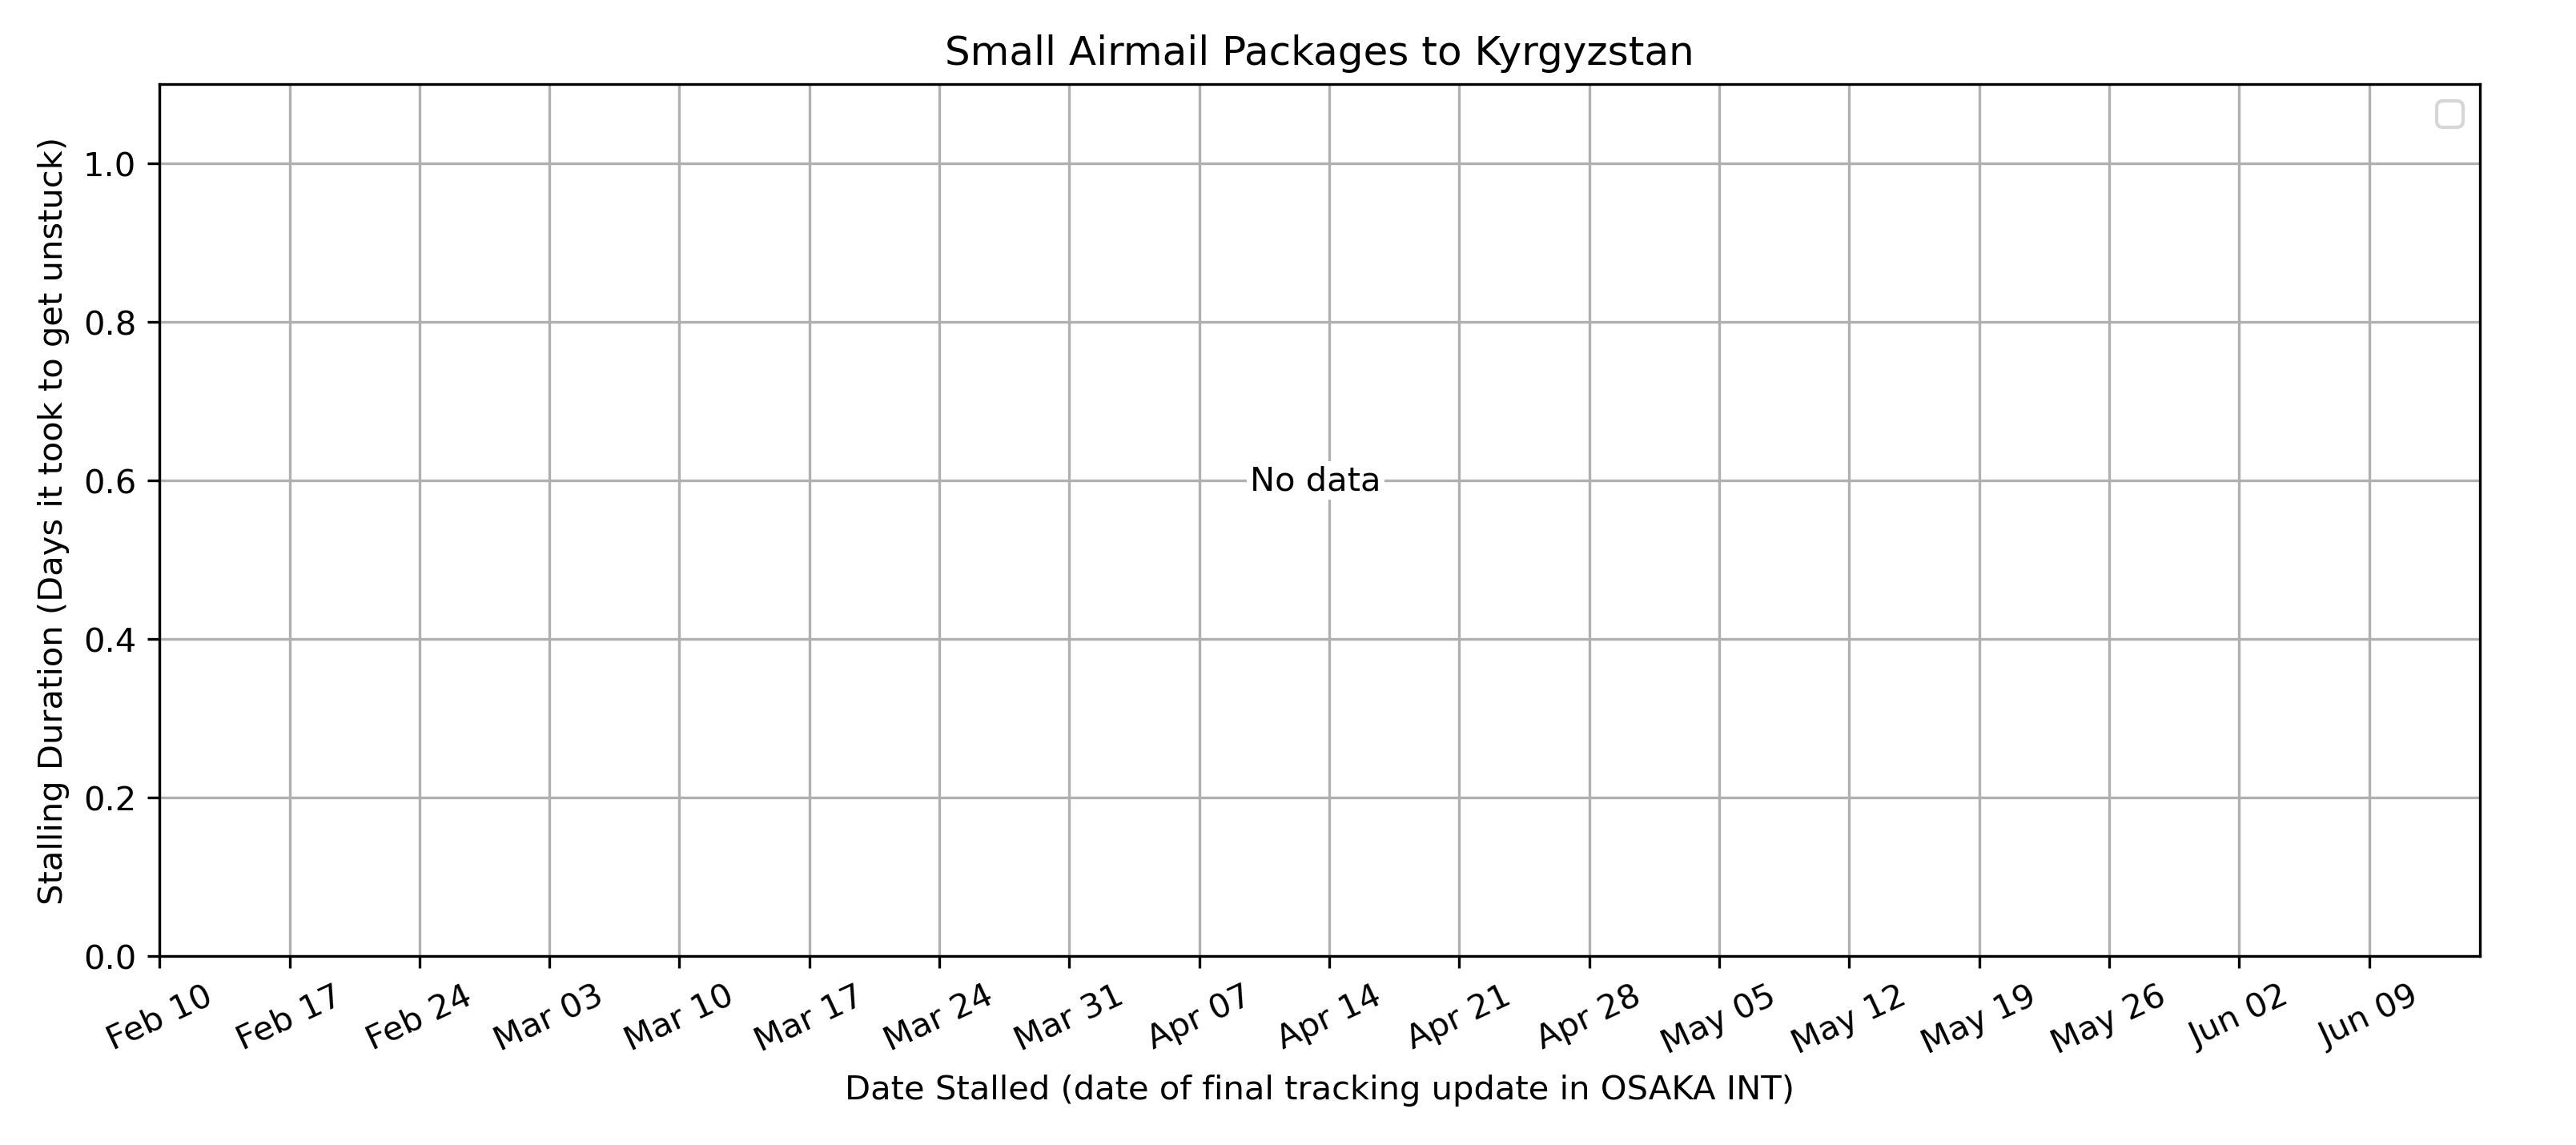 Small Airmail Packages to Kyrgyzstan
Stalling Duration (Days it took to get unstuck)
1.0
0.8
0.6
0.4
0.2
0.0
No data
Feb 10
Feb 17
Feb 24
Mar 03
Mar 10
Mar 17
Mar 24
Mar 31
Apr 07
Apr 14
Apr 21
Apr 28
May 05
May 12
May 19
May 26
Jun 02
Jun 09
Date Stalled (date of final tracking update in OSAKA INT)